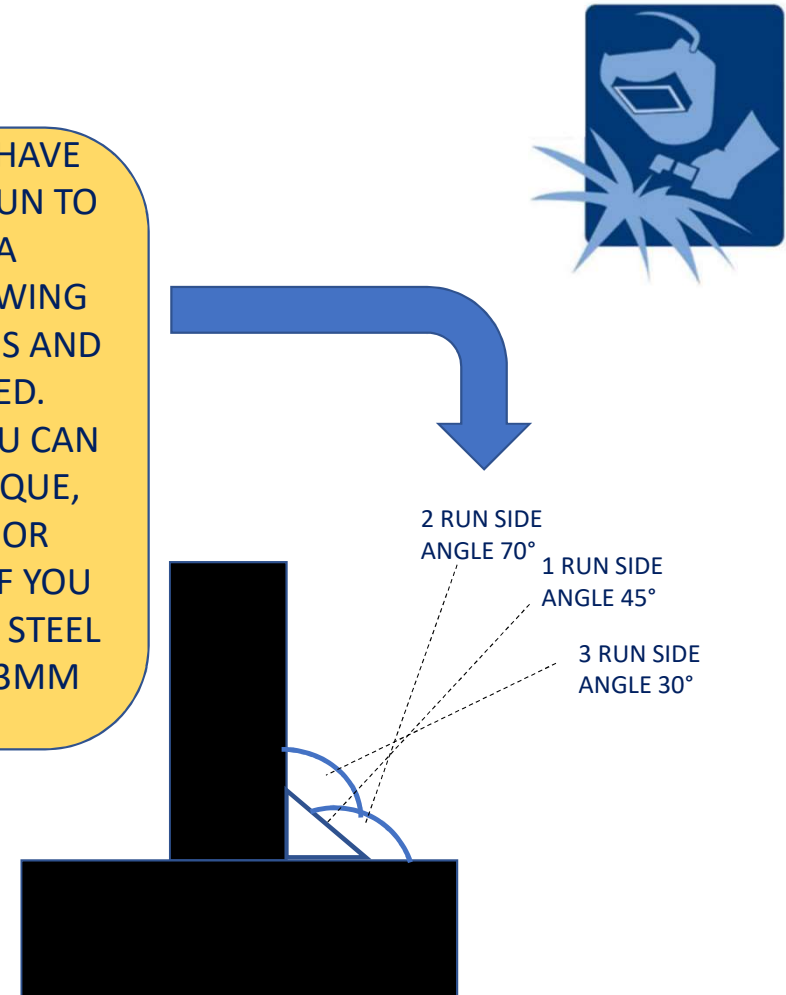 HAVE
UN TO
A
WING
S AND
ED.
U CAN
QUE,
OR
F YOU
STEEL
3MM
2 RUN SIDE
ANGLE 70°
1 RUN SIDE
ANGLE 45°
3 RUN SIDE
ANGLE 30°